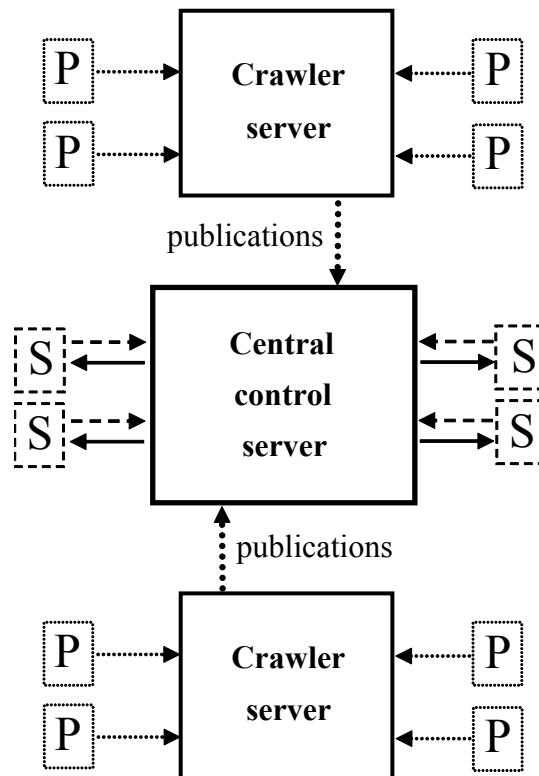 P Crawler P
P server P
publications
S Central S
control
S server S
publications
P Crawler P
P server P